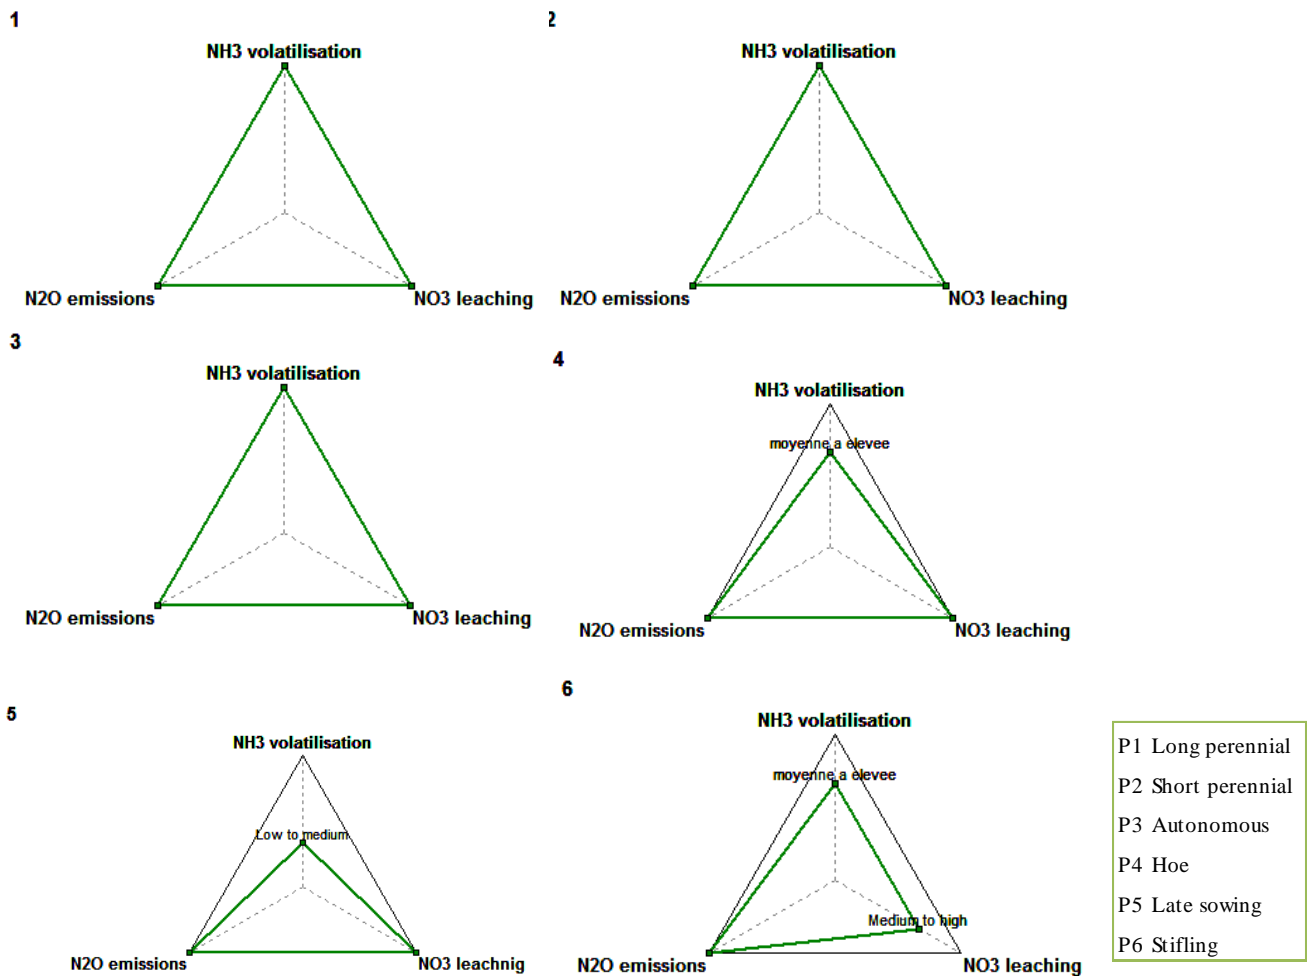 1
NH3 volatilisation
N2O emissions
NO3 leaching
2
NH3 volatilisation
N2O emissions
NO3 leaching
3
NH3 volatilisation
N2O emissions
NO3 leaching
4
NH3 volatilisation
moyenne a elevee
N2O emissions
NO3 leaching
5
NH3 volatilisation
Low to medium
N2O emissions
NO3 leachnig
6
NH3 volatilisation
moyenne a elevee
Medium to high
N2O emissions
NO3 leaching
P1 Long perennial
P2 Short perennial
P3 Autonomous
P4 Hoe
P5 Late sowing
P6 Stifling